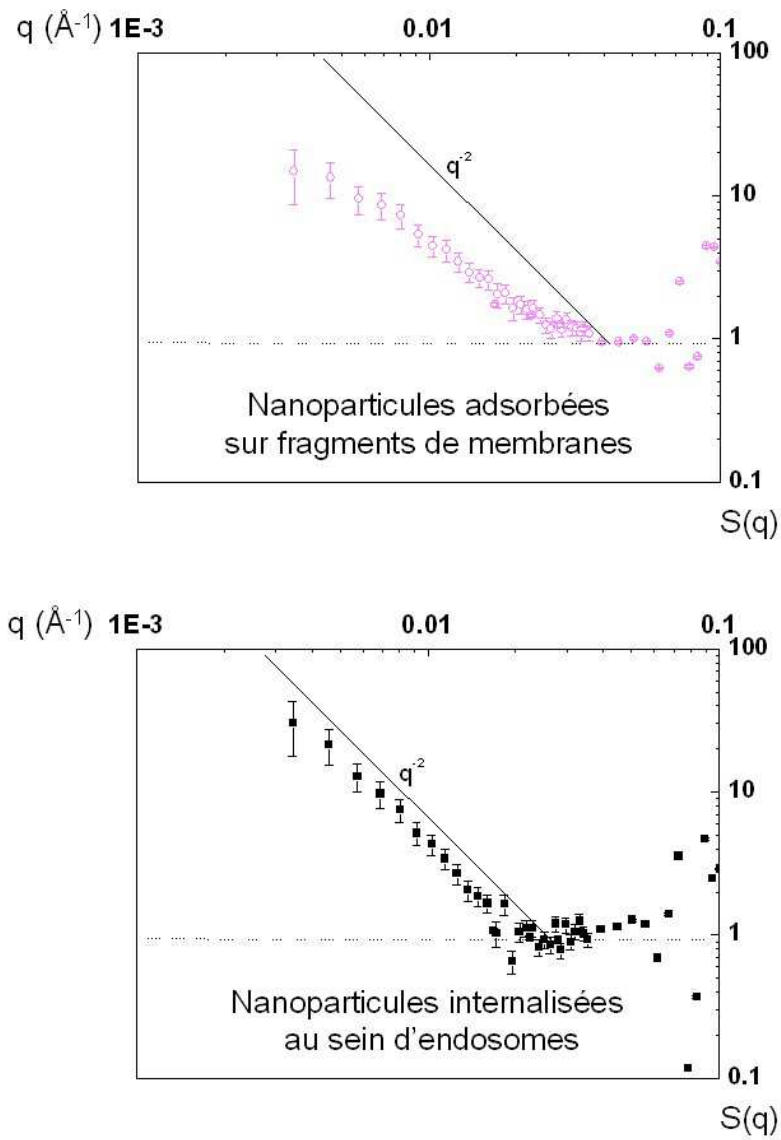 q (Å-1) 1E-3 0.01 0.1
100
10
q-2
1
Nanoparticules adsorbées
sur fragments de membranes
0.1
S(q)
q (Å-1) 1E-3 0.01 0.1
100
q-2
10
1
Nanoparticules internalisées
au sein d'endosomes
0.1
S(q)